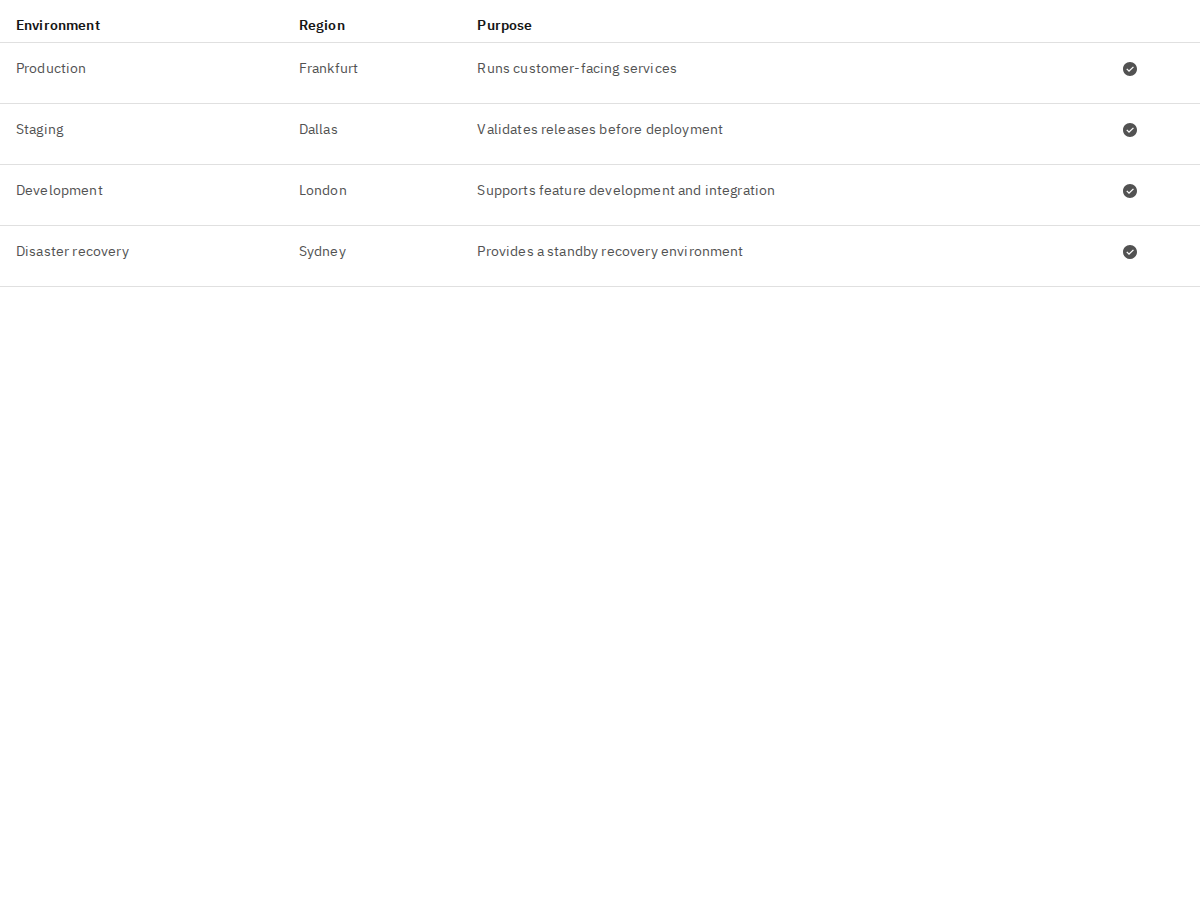 Environment Region Purpose
Production Frankfurt Runs customer-facing services
Staging Dallas Validates releases before deployment
Development London Supports feature development and integration
Disaster recovery Sydney Provides a standby recovery environment